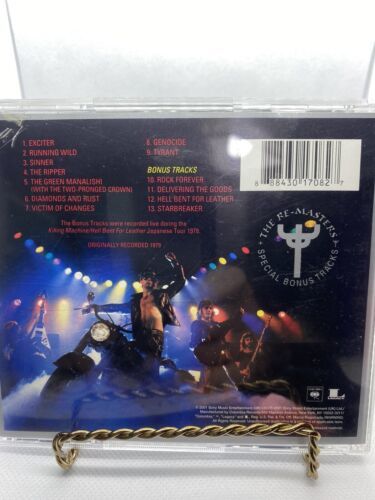 1. EXCITER
2. RUNNING WILD
3. SINNER
4. THE RIPPER
5. THE GREEN MANALISHI
(WITH THE TWO-PRONGED CROWN)
6. DIAMONDS AND RUST
7. VICTIM OF CHANGES
8. GENOCIDE
9. TYRANT
BONUS TRACKS
10. ROCK FOREVER
11. DELIVERING THE GOODS
12. HELL BENT FOR LEATHER
13. STARBREAKER
The Bonus Tracks were recorded live during the
Killing Machine/Hell Bent For Leather Japanese Tour 1979.
ORIGINALLY RECORDED 1979
8 88430 17082 7
THE RE-MASTERS
SPECIAL BONUS TRACKS